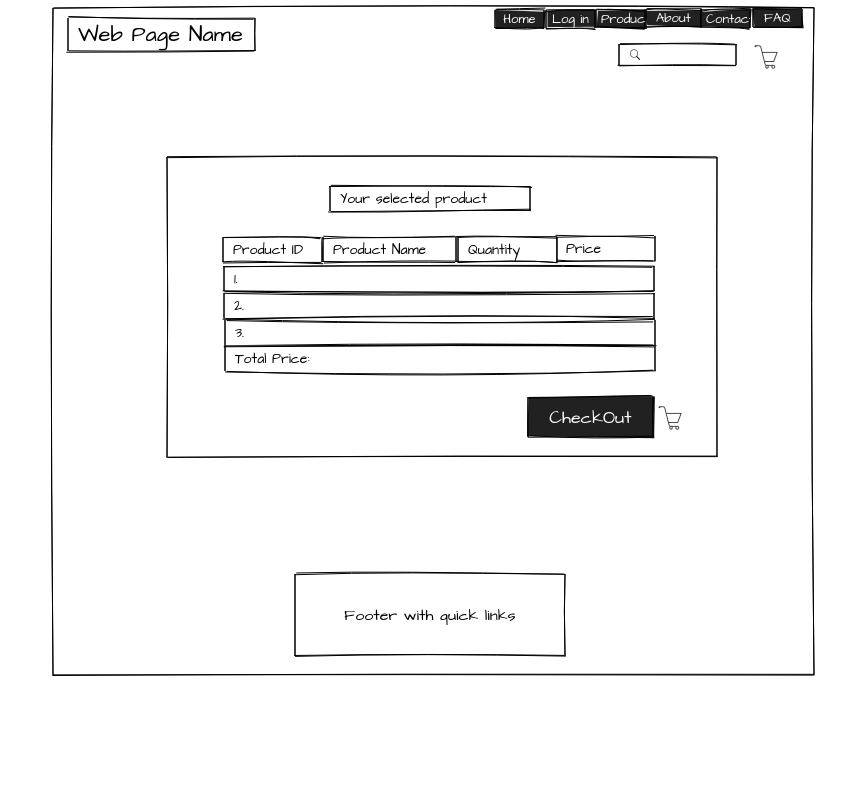 Home Log in Produc About Contac FAQ
Web Page Name
Your selected product
Product ID Product Name Quantity Price
1.
2.
3.
Total Price:
CheckOut
Footer with quick links